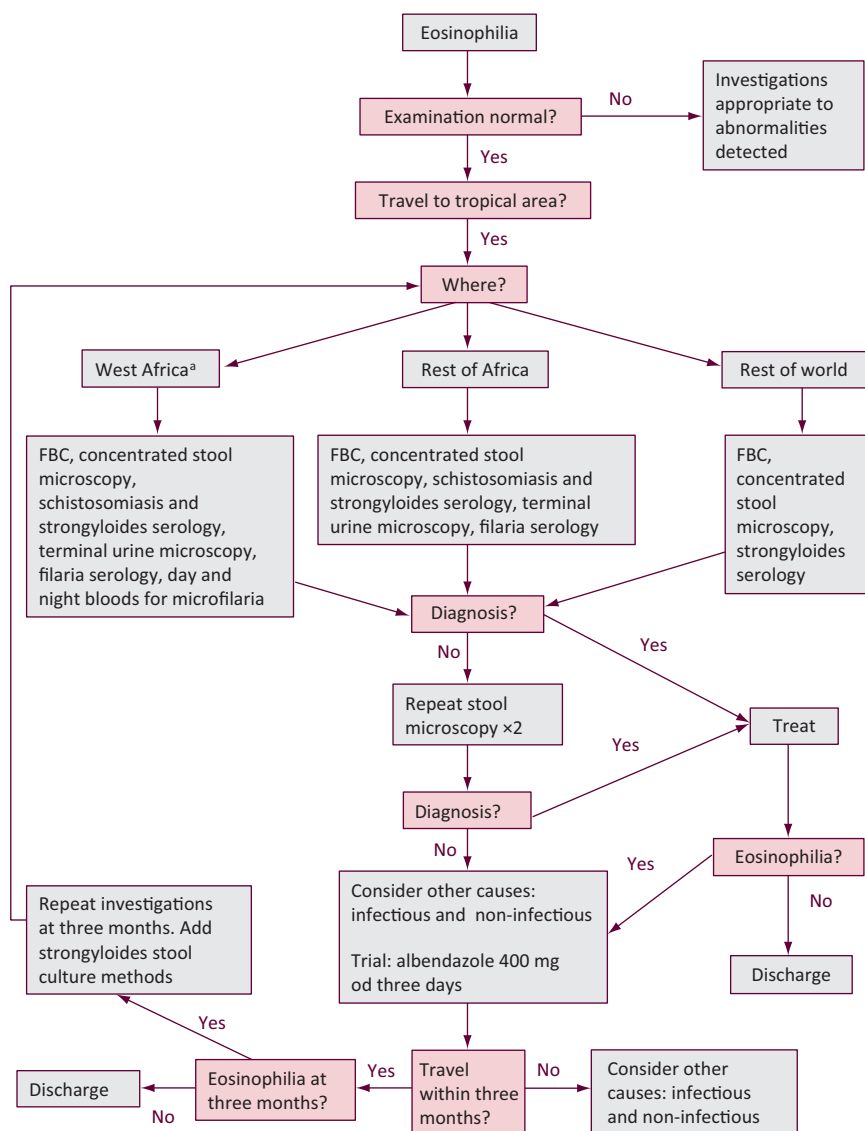 Eosinophilia
Examination normal?
No
Investigations
appropriate to
abnormalities
detected
Yes
Travel to tropical area?
Yes
Where?
West Africaᵃ
Rest of Africa
Rest of world
FBC, concentrated stool
microscopy,
schistosomiasis and
strongyloides serology,
terminal urine microscopy,
filaria serology, day and
night bloods for microfilaria
FBC, concentrated stool
microscopy, schistosomiasis and
strongyloides serology, terminal
urine microscopy, filaria serology
FBC,
concentrated
stool
microscopy,
strongyloides
serology
Diagnosis?
No
Yes
Repeat stool
microscopy ×2
Treat
Yes
Diagnosis?
No
Eosinophilia?
Yes
No
Discharge
Consider other causes:
infectious and non-infectious
Trial: albendazole 400 mg
od three days
Repeat investigations
at three months. Add
strongyloides stool
culture methods
Yes
Travel
within three
months?
Yes
No
Consider other
causes: infectious
and non-infectious
Eosinophilia at
three months?
No
Discharge